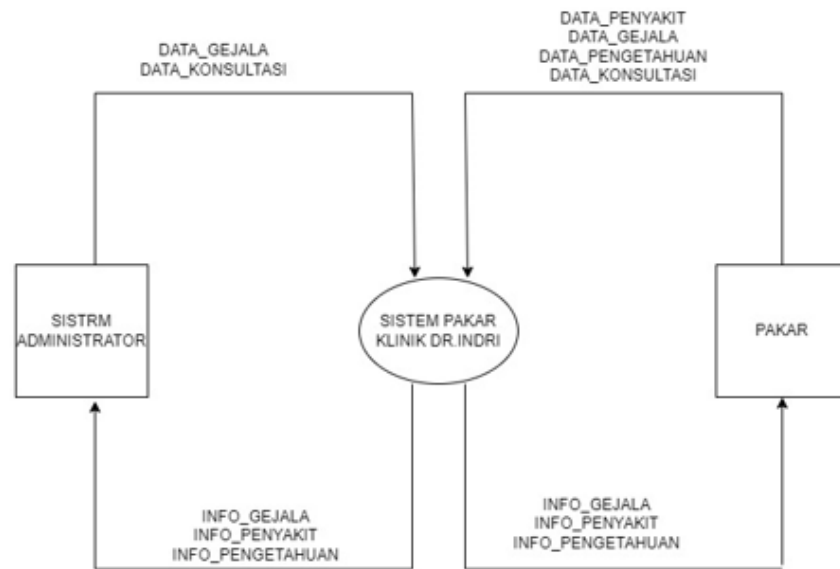 DATA_GEJALA
DATA_KONSULTASI
DATA_PENYAKIT
DATA_GEJALA
DATA_PENGETAHUAN
DATA_KONSULTASI
SISTRM
ADMINISTRATOR
SISTEM PAKAR
KLINIK DR.INDRI
PAKAR
INFO_GEJALA
INFO_PENYAKIT
INFO_PENGETAHUAN
INFO_GEJALA
INFO_PENYAKIT
INFO_PENGETAHUAN